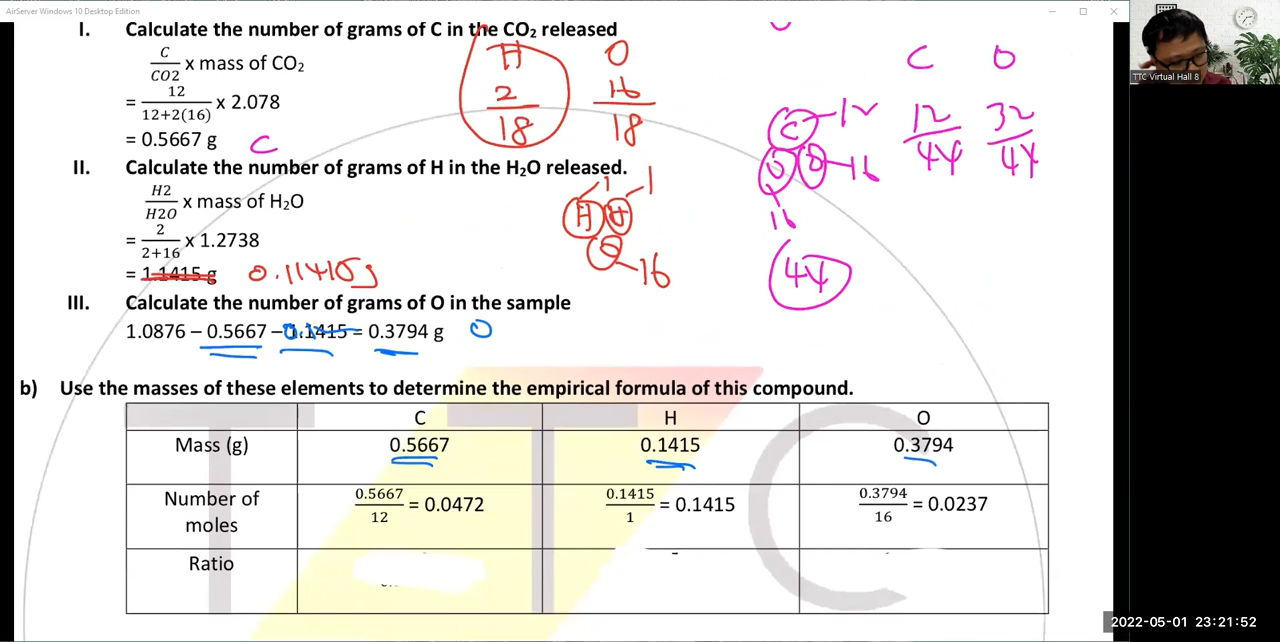 AirServer Windows 10 Desktop Edition
I. Calculate the number of grams of C in the CO₂ released
C/CO2 x mass of CO₂
= 12/12+2(16) x 2.078
= 0.5667 g C
II. Calculate the number of grams of H in the H₂O released.
H2/H2O x mass of H₂O
= 2/2+16 x 1.2738
= 1.1415 g 0.11415g
III. Calculate the number of grams of O in the sample
1.0876 – 0.5667 – 0.1415 = 0.3794 g O
H O
2/18 16/18
1 1
H H
O 16
C O
C 12 12/44 32/44
O O 16
16
44
b) Use the masses of these elements to determine the empirical formula of this compound.
C H O
Mass (g) 0.5667 0.1415 0.3794
Number of moles 0.5667/12 = 0.0472 0.1415/1 = 0.1415 0.3794/16 = 0.0237
Ratio
TTC
TTC Virtual Hall 8
2022-05-01 23:21:52